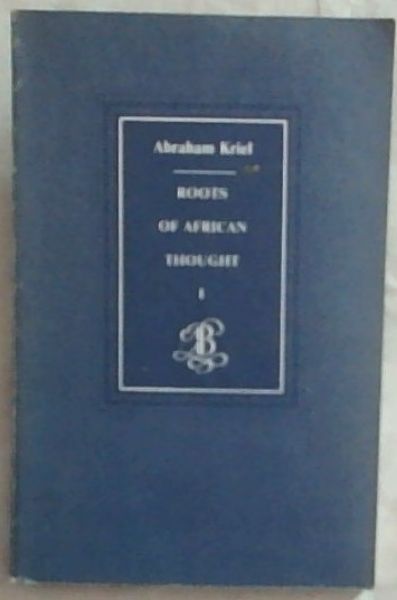 Abraham Kriel
ROOTS
OF AFRICAN
THOUGHT
I
B